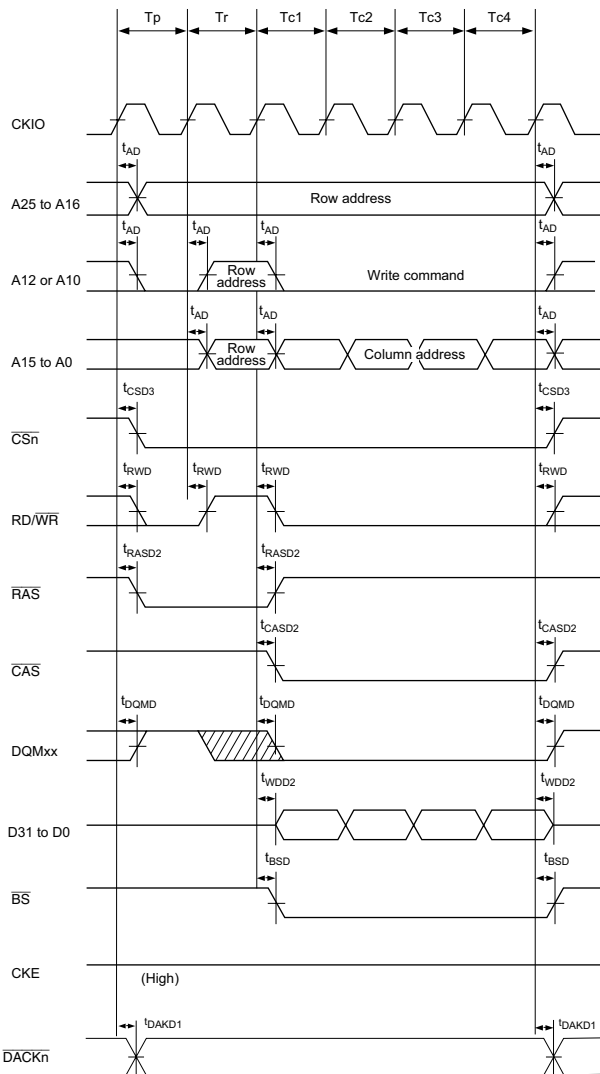 Tp Tr Tc1 Tc2 Tc3 Tc4
CKIO
tAD tAD
A25 to A16 Row address
tAD tAD tAD tAD
A12 or A10 Row address Write command
tAD tAD tAD
A15 to A0 Row address Column address
tCSD3 tCSD3
CSn
tRWD tRWD tRWD tRWD
RD/WR
tRASD2 tRASD2
RAS
tCASD2 tCASD2
CAS
tDQMD tDQMD tDQMD
DQMxx
tWDD2 tWDD2
D31 to D0
tBSD tBSD
BS
CKE
(High)
tDAKD1 tDAKD1
DACKn